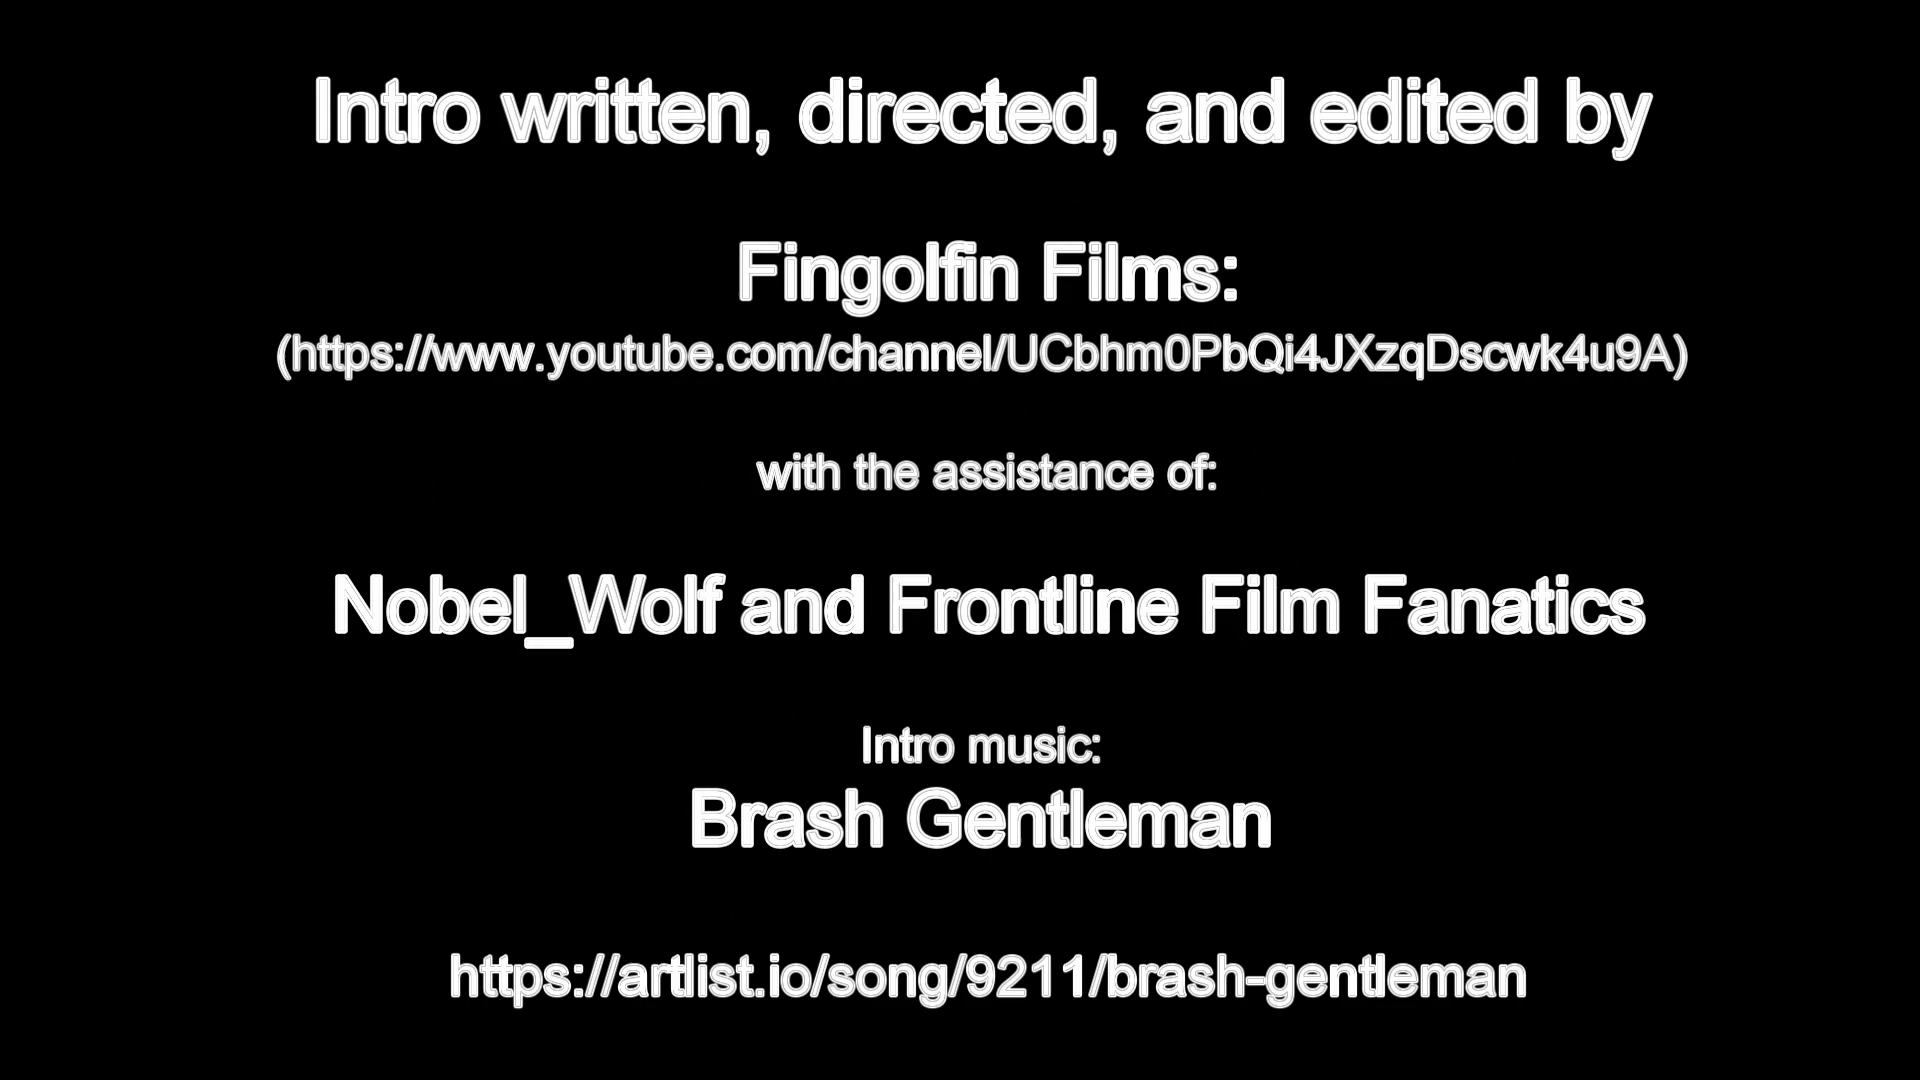 Intro written, directed, and edited by
Fingolfin Films:
(https://www.youtube.com/channel/UCbhm0PbQi4JXzqDscwk4u9A)
with the assistance of:
Nobel_Wolf and Frontline Film Fanatics
Intro music:
Brash Gentleman
https://artlist.io/song/9211/brash-gentleman